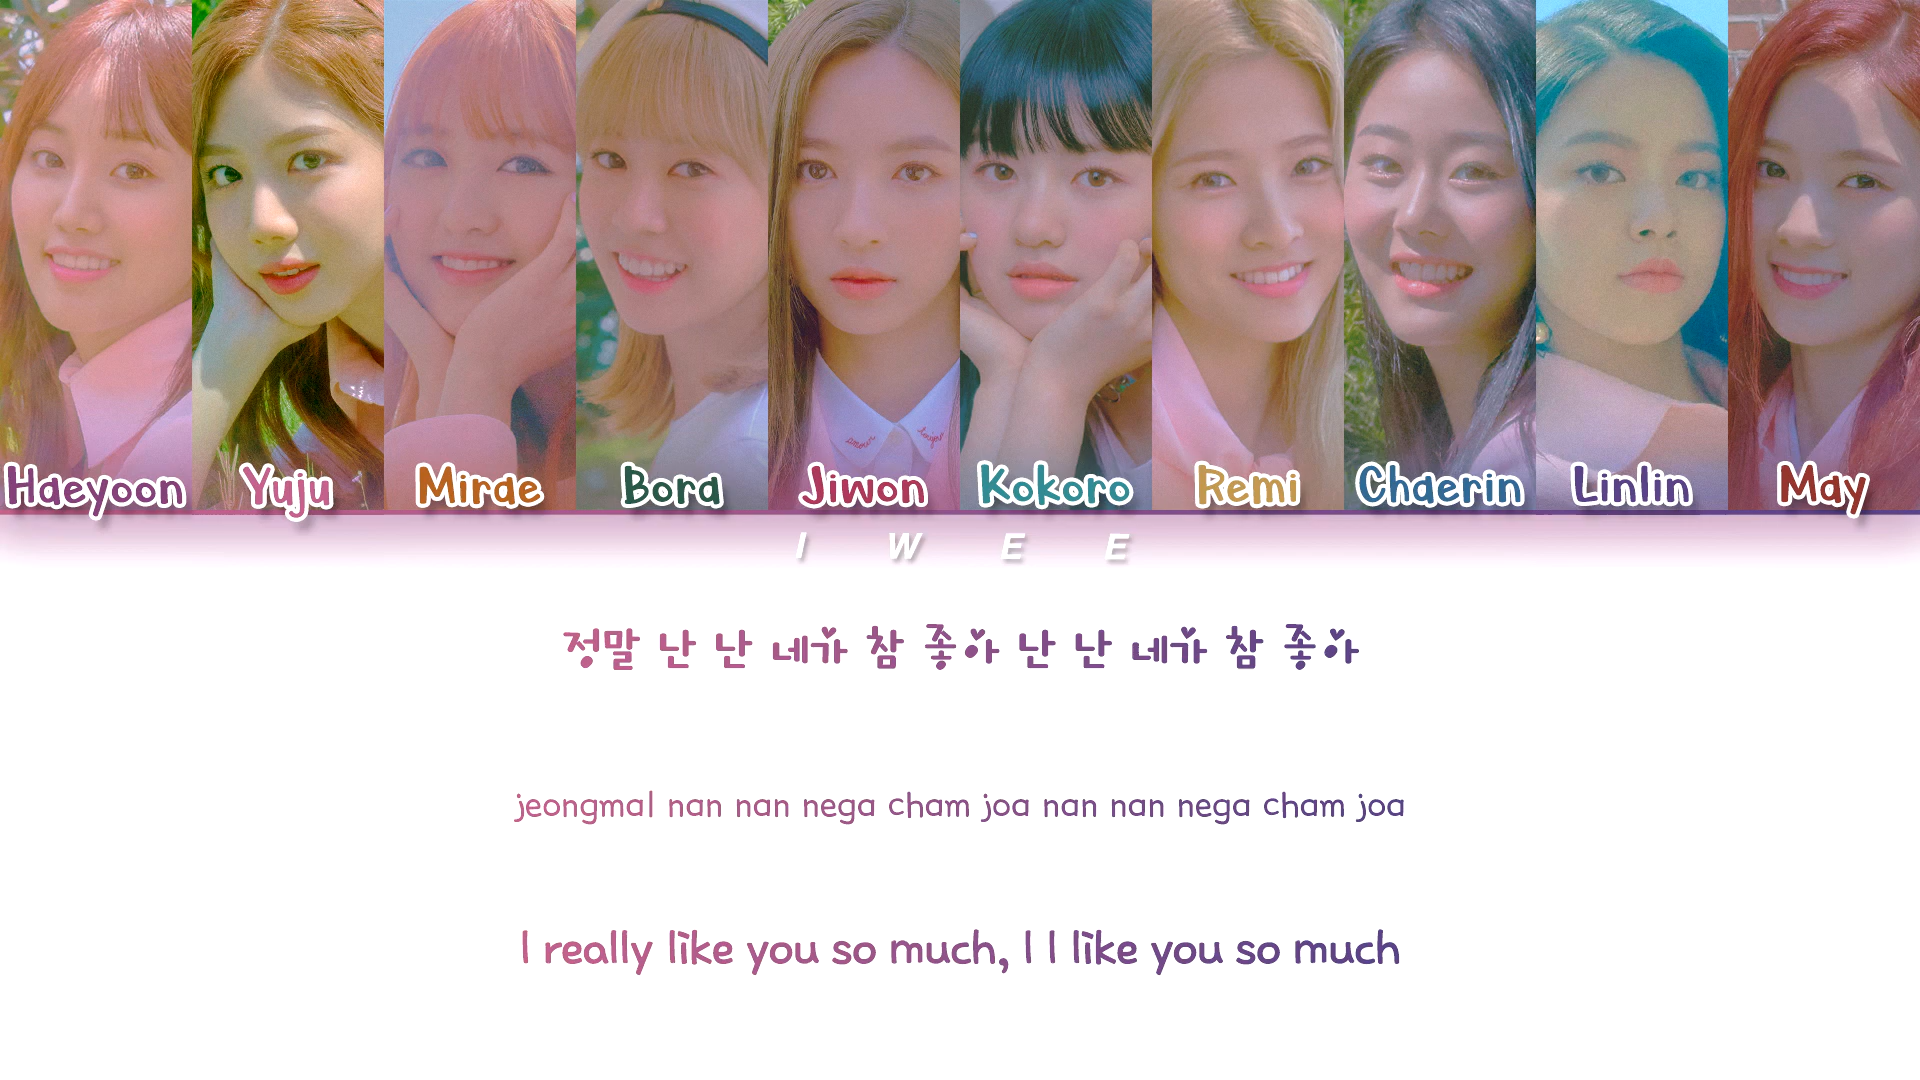 Haeyoon Yuju Mirae Bora Jiwon Kokoro Remi Chaerin Linlin May
I W E E
정말 난 난 네가 참 좋아 난 난 네가 참 좋아
jeongmal nan nan nega cham joa nan nan nega cham joa
I really like you so much, I I like you so much